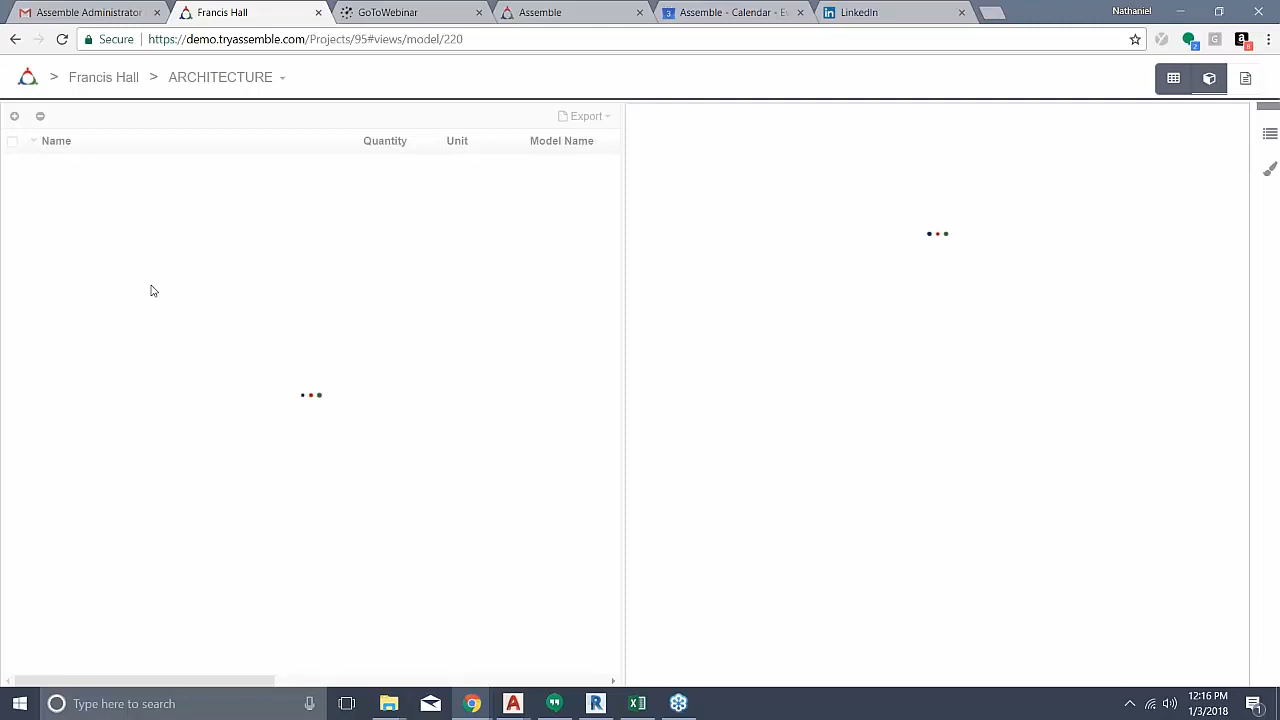 Assemble Administrator
Francis Hall
GoToWebinar
Assemble
Assemble - Calendar - Ev
LinkedIn
Nathaniel
Secure
https://demo.tryassemble.com/Projects/95#views/model/220
> Francis Hall > ARCHITECTURE
Export
Name
Quantity
Unit
Model Name
Type here to search
12:16 PM
1/3/2018